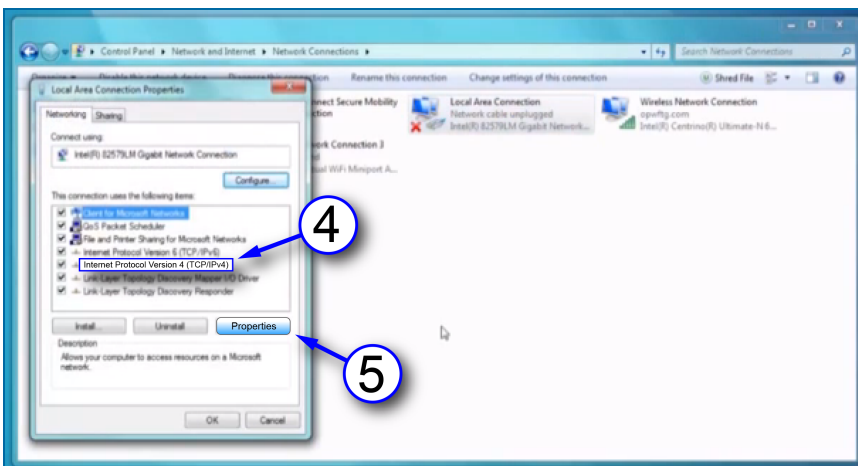 Control Panel ▸ Network and Internet ▸ Network Connections ▸
Search Network Connections
Organize Disable this network device Diagnose this connection Rename this connection Change settings of this connection
Shred File
Local Area Connection Properties
Networking Sharing
Connect using:
Intel(R) 82579LM Gigabit Network Connection
Configure...
This connection uses the following items:
Client for Microsoft Networks
QoS Packet Scheduler
File and Printer Sharing for Microsoft Networks
Internet Protocol Version 6 (TCP/IPv6)
Internet Protocol Version 4 (TCP/IPv4)
Link Layer Topology Discovery Mapper I/O Driver
Link Layer Topology Discovery Responder
Install... Uninstall Properties
Description
Allows your computer to access resources on a Microsoft
network.
OK Cancel
nnect Secure Mobility
ction
work Connection 3
tual WiFi Miniport A...
Local Area Connection
Network cable unplugged
Intel(R) 82579LM Gigabit Network...
Wireless Network Connection
opwftg.com
Intel(R) Centrino(R) Ultimate-N 6...
4
5